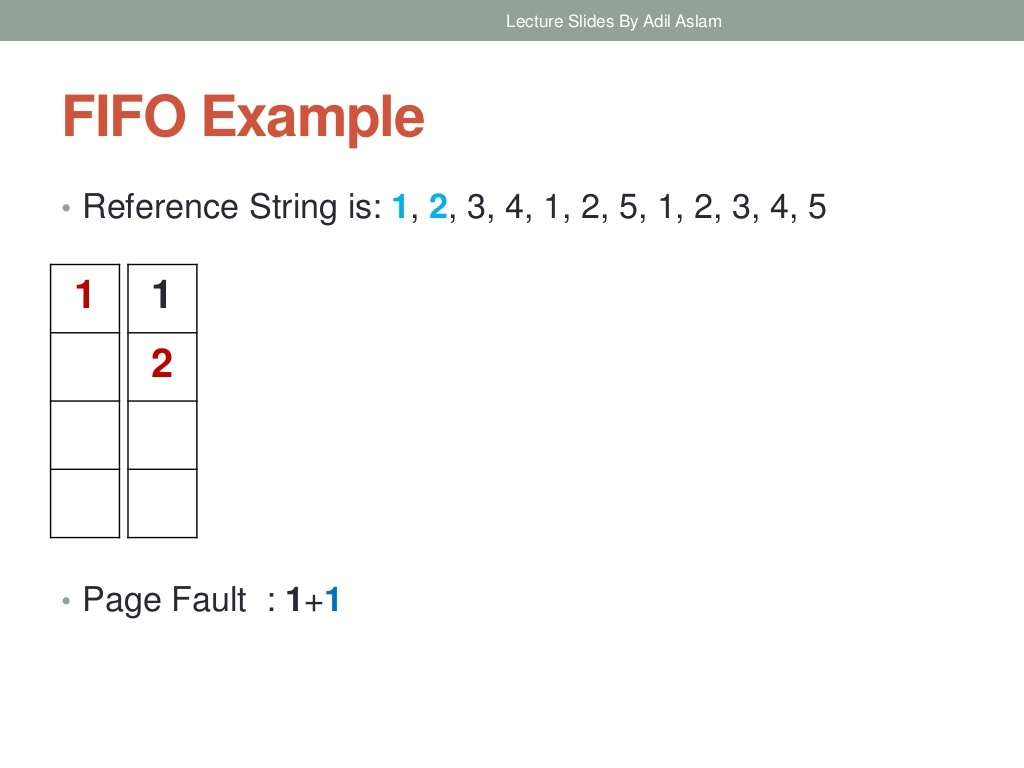 Lecture Slides By Adil Aslam
FIFO Example
• Reference String is: 1, 2, 3, 4, 1, 2, 5, 1, 2, 3, 4, 5
1 1
2
• Page Fault : 1+1